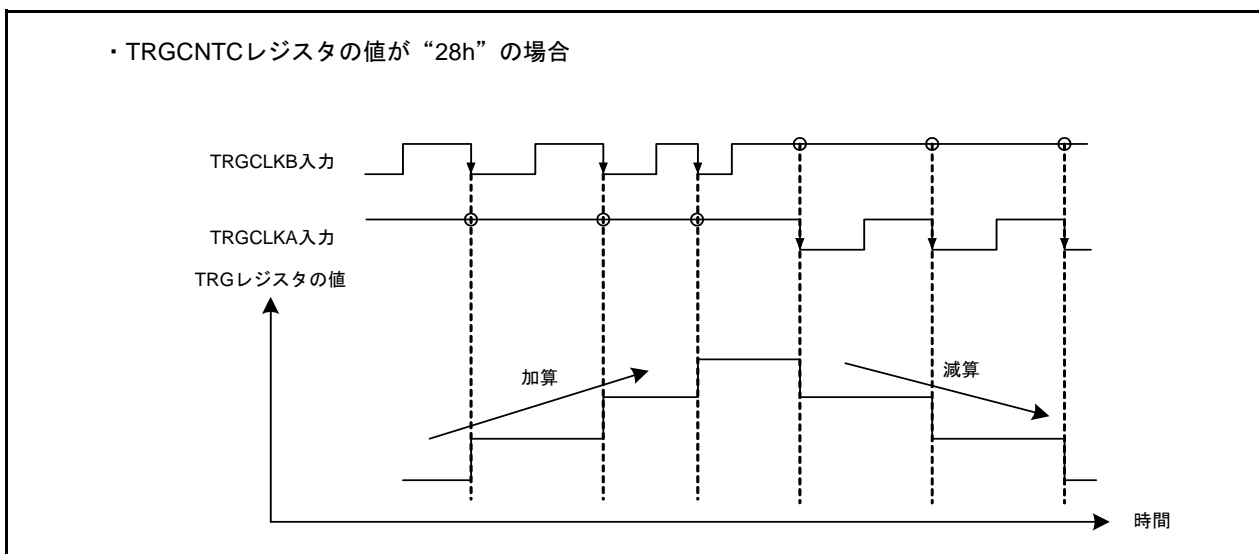 ・TRGCNTCレジスタの値が“28h”の場合
TRGCLKB入力
TRGCLKA入力
TRGレジスタの値
加算
減算
時間